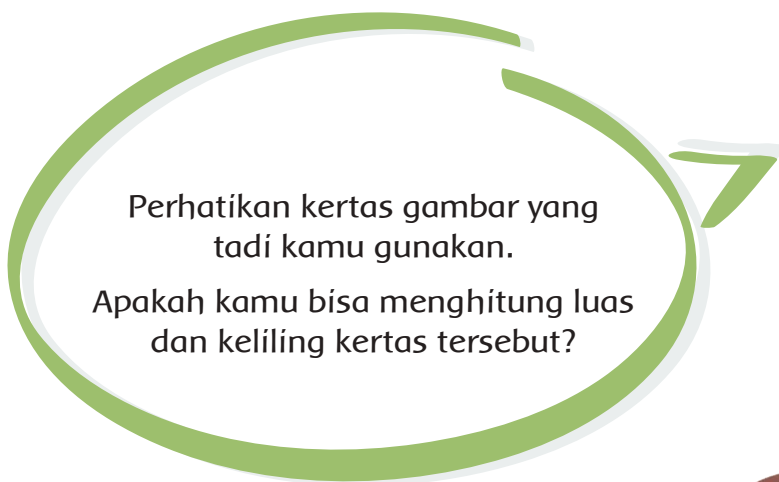 Perhatikan kertas gambar yang
tadi kamu gunakan.
Apakah kamu bisa menghitung luas
dan keliling kertas tersebut?